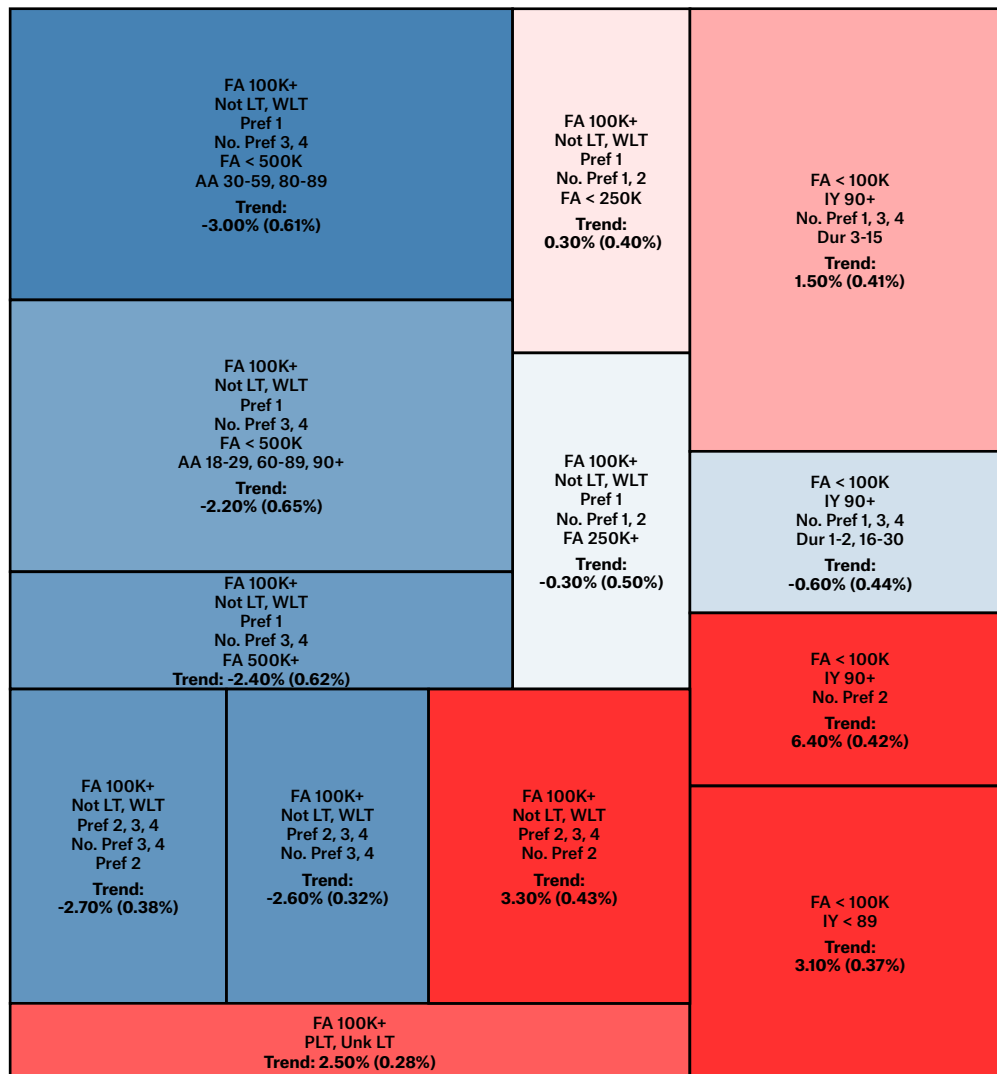 FA 100K+
Not LT, WLT
Pref 1
No. Pref 3, 4
FA < 500K
AA 30-59, 80-89
Trend:
-3.00% (0.61%)
FA 100K+
Not LT, WLT
Pref 1
No. Pref 1, 2
FA < 250K
Trend:
0.30% (0.40%)
FA < 100K
IY 90+
No. Pref 1, 3, 4
Dur 3-15
Trend:
1.50% (0.41%)
FA 100K+
Not LT, WLT
Pref 1
No. Pref 3, 4
FA < 500K
AA 18-29, 60-89, 90+
Trend:
-2.20% (0.65%)
FA 100K+
Not LT, WLT
Pref 1
No. Pref 1, 2
FA 250K+
Trend:
-0.30% (0.50%)
FA < 100K
IY 90+
No. Pref 1, 3, 4
Dur 1-2, 16-30
Trend:
-0.60% (0.44%)
FA 100K+
Not LT, WLT
Pref 1
No. Pref 3, 4
FA 500K+
Trend: -2.40% (0.62%)
FA < 100K
IY 90+
No. Pref 2
Trend:
6.40% (0.42%)
FA 100K+
Not LT, WLT
Pref 2, 3, 4
No. Pref 3, 4
Pref 2
Trend:
-2.70% (0.38%)
FA 100K+
Not LT, WLT
Pref 2, 3, 4
No. Pref 3, 4
Trend:
-2.60% (0.32%)
FA 100K+
Not LT, WLT
Pref 2, 3, 4
No. Pref 2
Trend:
3.30% (0.43%)
FA < 100K
IY < 89
Trend:
3.10% (0.37%)
FA 100K+
PLT, Unk LT
Trend: 2.50% (0.28%)